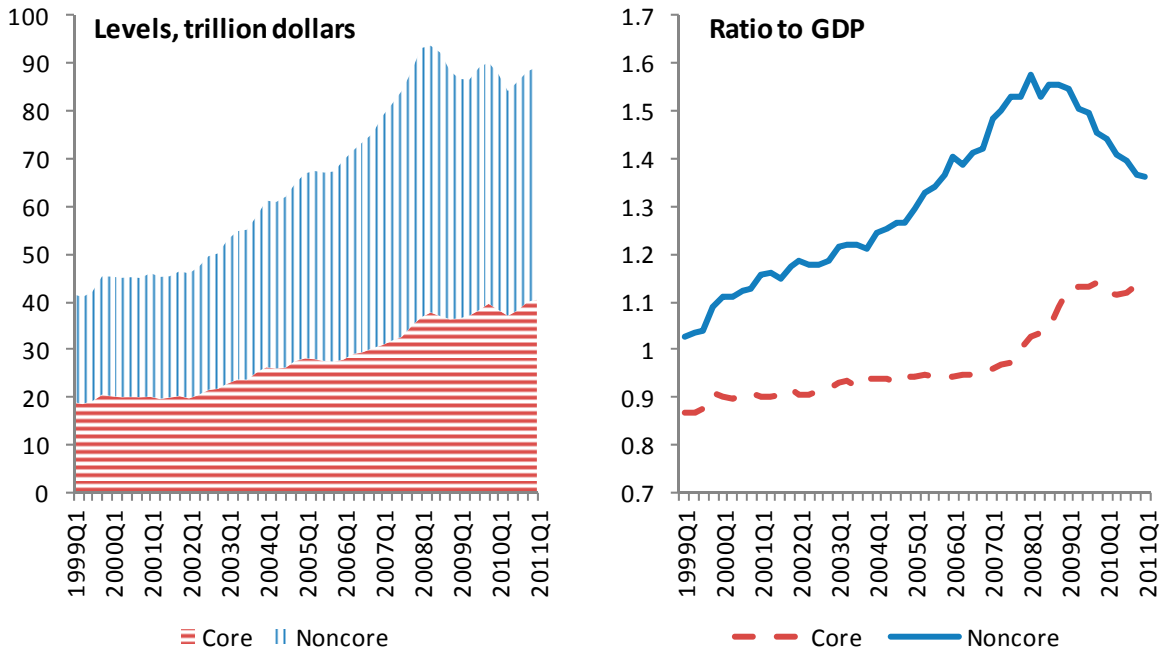 Levels, trillion dollars
100
90
80
70
60
50
40
30
20
10
0
1999Q1
2000Q1
2001Q1
2002Q1
2003Q1
2004Q1
2005Q1
2006Q1
2007Q1
2008Q1
2009Q1
2010Q1
2011Q1
Core Noncore
Ratio to GDP
1.7
1.6
1.5
1.4
1.3
1.2
1.1
1
0.9
0.8
0.7
1999Q1
2000Q1
2001Q1
2002Q1
2003Q1
2004Q1
2005Q1
2006Q1
2007Q1
2008Q1
2009Q1
2010Q1
2011Q1
Core Noncore